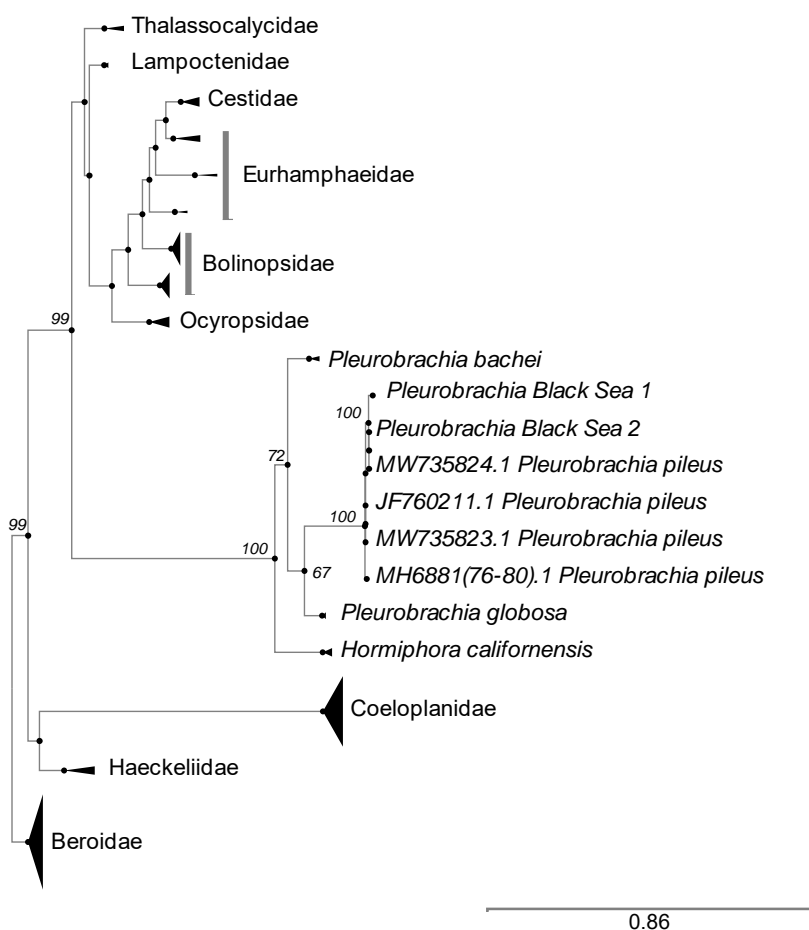 Thalassocalycidae
Lampoctenidae
Cestidae
Eurhamphaeidae
Bolinopsidae
Ocyropsidae
99
Pleurobrachia bachei
Pleurobrachia Black Sea 1
100
Pleurobrachia Black Sea 2
72
MW735824.1 Pleurobrachia pileus
JF760211.1 Pleurobrachia pileus
100
99
MW735823.1 Pleurobrachia pileus
100
67
MH6881(76-80).1 Pleurobrachia pileus
Pleurobrachia globosa
Hormiphora californensis
Coeloplanidae
Haeckeliidae
Beroidae
0.86